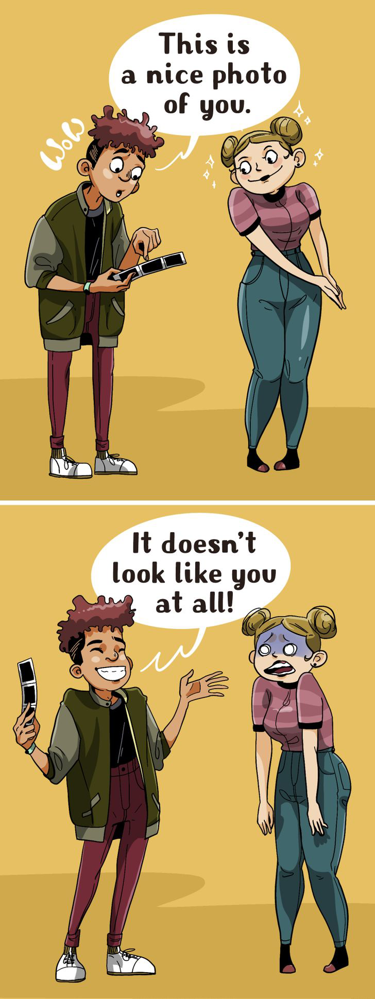 This is
a nice photo
of you.
WoW
It doesn't
look like you
at all!